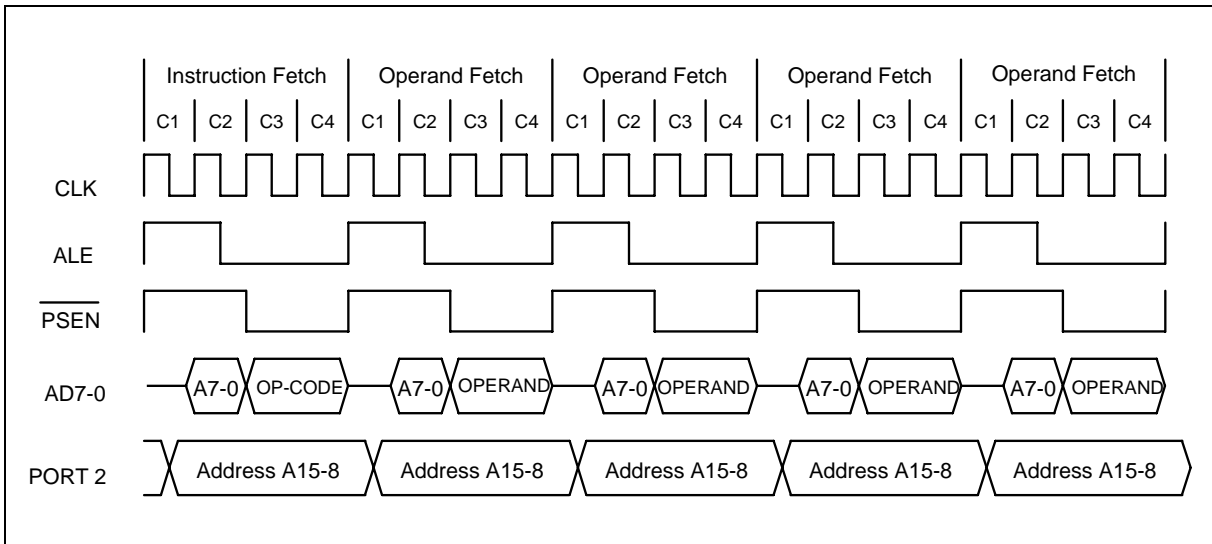 Instruction Fetch Operand Fetch Operand Fetch Operand Fetch Operand Fetch
C1 C2 C3 C4 C1 C2 C3 C4 C1 C2 C3 C4 C1 C2 C3 C4 C1 C2 C3 C4
CLK
ALE
PSEN
AD7-0 A7-0 OP-CODE A7-0 OPERAND A7-0 OPERAND A7-0 OPERAND A7-0 OPERAND
PORT 2 Address A15-8 Address A15-8 Address A15-8 Address A15-8 Address A15-8